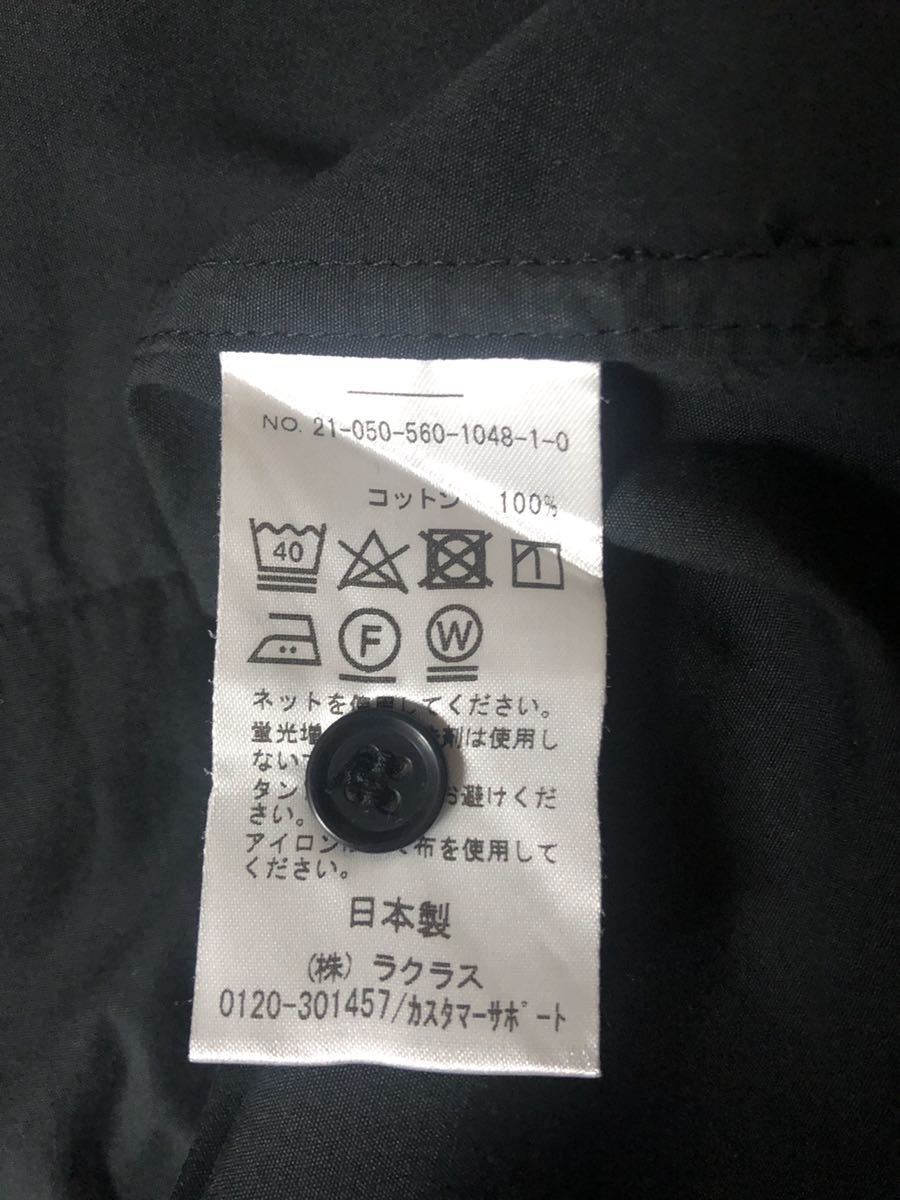 NO. 21-050-560-1048-1-0
コットン 100%
40
F W
ネットを使用してください。
蛍光増 剤は使用し
ない
タン お避けくだ
さい。
アイロン 布を使用して
ください。
日本製
(株) ラクラス
0120-301457/カスタマーサポート